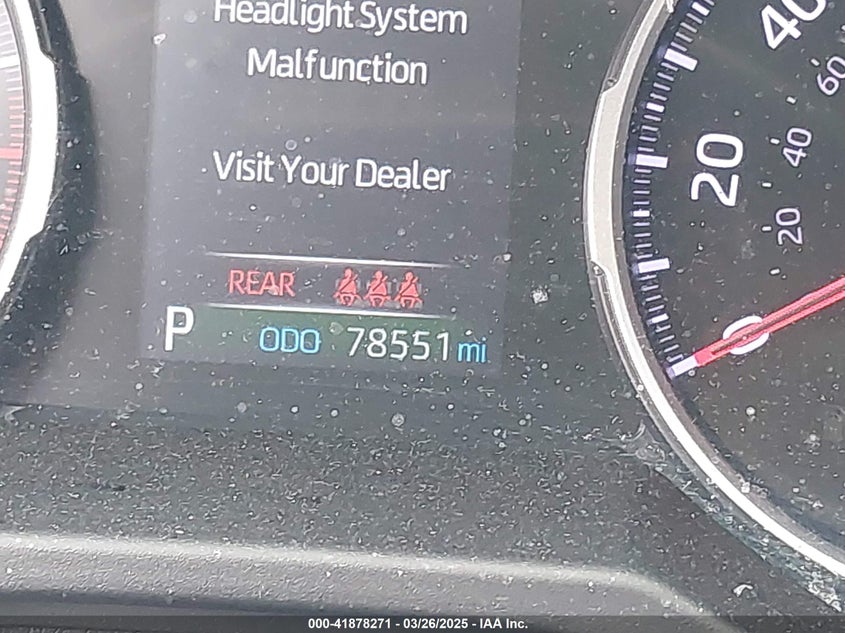 Headlight System
Malfunction
Visit Your Dealer
REAR
P ODO 78551 mi
40
60
20
40
20
0
000-41878271 - 03/26/2025 - IAA Inc.